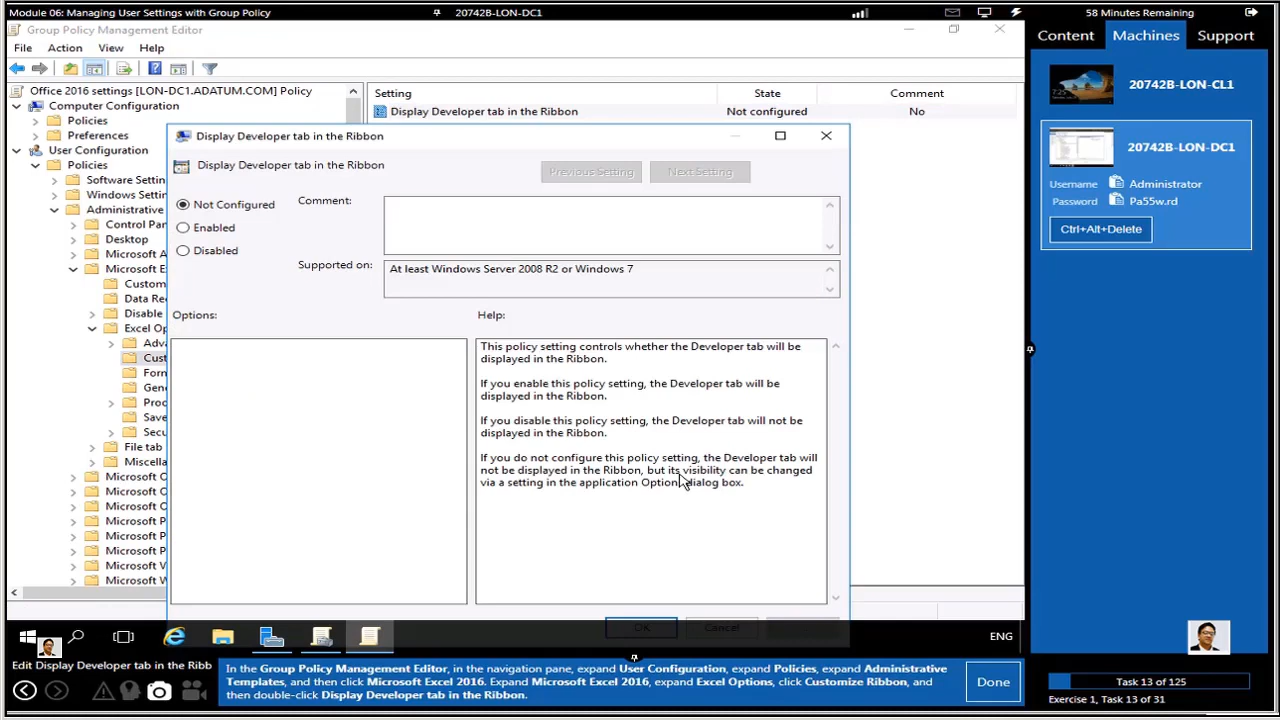 Module 06: Managing User Settings with Group Policy
20742B-LON-DC1
58 Minutes Remaining
Group Policy Management Editor
File Action View Help
Content Machines Support
Office 2016 settings [LON-DC1.ADATUM.COM] Policy
Computer Configuration
Policies
Preferences
User Configuration
Policies
Software Settin
Windows Setting
Administrative
Control Pan
Desktop
Microsoft A
Microsoft E
Custom
Data Rec
Disable
Excel Op
Adva
Cust
Form
Gene
Proo
Save
Secu
File tab
Miscella
Microsoft O
Microsoft O
Microsoft O
Microsoft P
Microsoft P
Microsoft P
Microsoft W
Microsoft W
Setting State Comment
Display Developer tab in the Ribbon Not configured No
Display Developer tab in the Ribbon
Display Developer tab in the Ribbon
Previous Setting Next Setting
Not Configured
Enabled
Disabled
Comment:
Supported on:
At least Windows Server 2008 R2 or Windows 7
Options:
Help:
This policy setting controls whether the Developer tab will be
displayed in the Ribbon.
If you enable this policy setting, the Developer tab will be
displayed in the Ribbon.
If you disable this policy setting, the Developer tab will not be
displayed in the Ribbon.
If you do not configure this policy setting, the Developer tab will
not be displayed in the Ribbon, but its visibility can be changed
via a setting in the application Option dialog box.
OK Cancel
20742B-LON-CL1
20742B-LON-DC1
Username Administrator
Password Pa55w.rd
Ctrl+Alt+Delete
ENG
Edit Display Developer tab in the Ribb
In the Group Policy Management Editor, in the navigation pane, expand User Configuration, expand Policies, expand Administrative
Templates, and then click Microsoft Excel 2016. Expand Microsoft Excel 2016, expand Excel Options, click Customize Ribbon, and
then double-click Display Developer tab in the Ribbon.
Done
Task 13 of 125
Exercise 1, Task 13 of 31